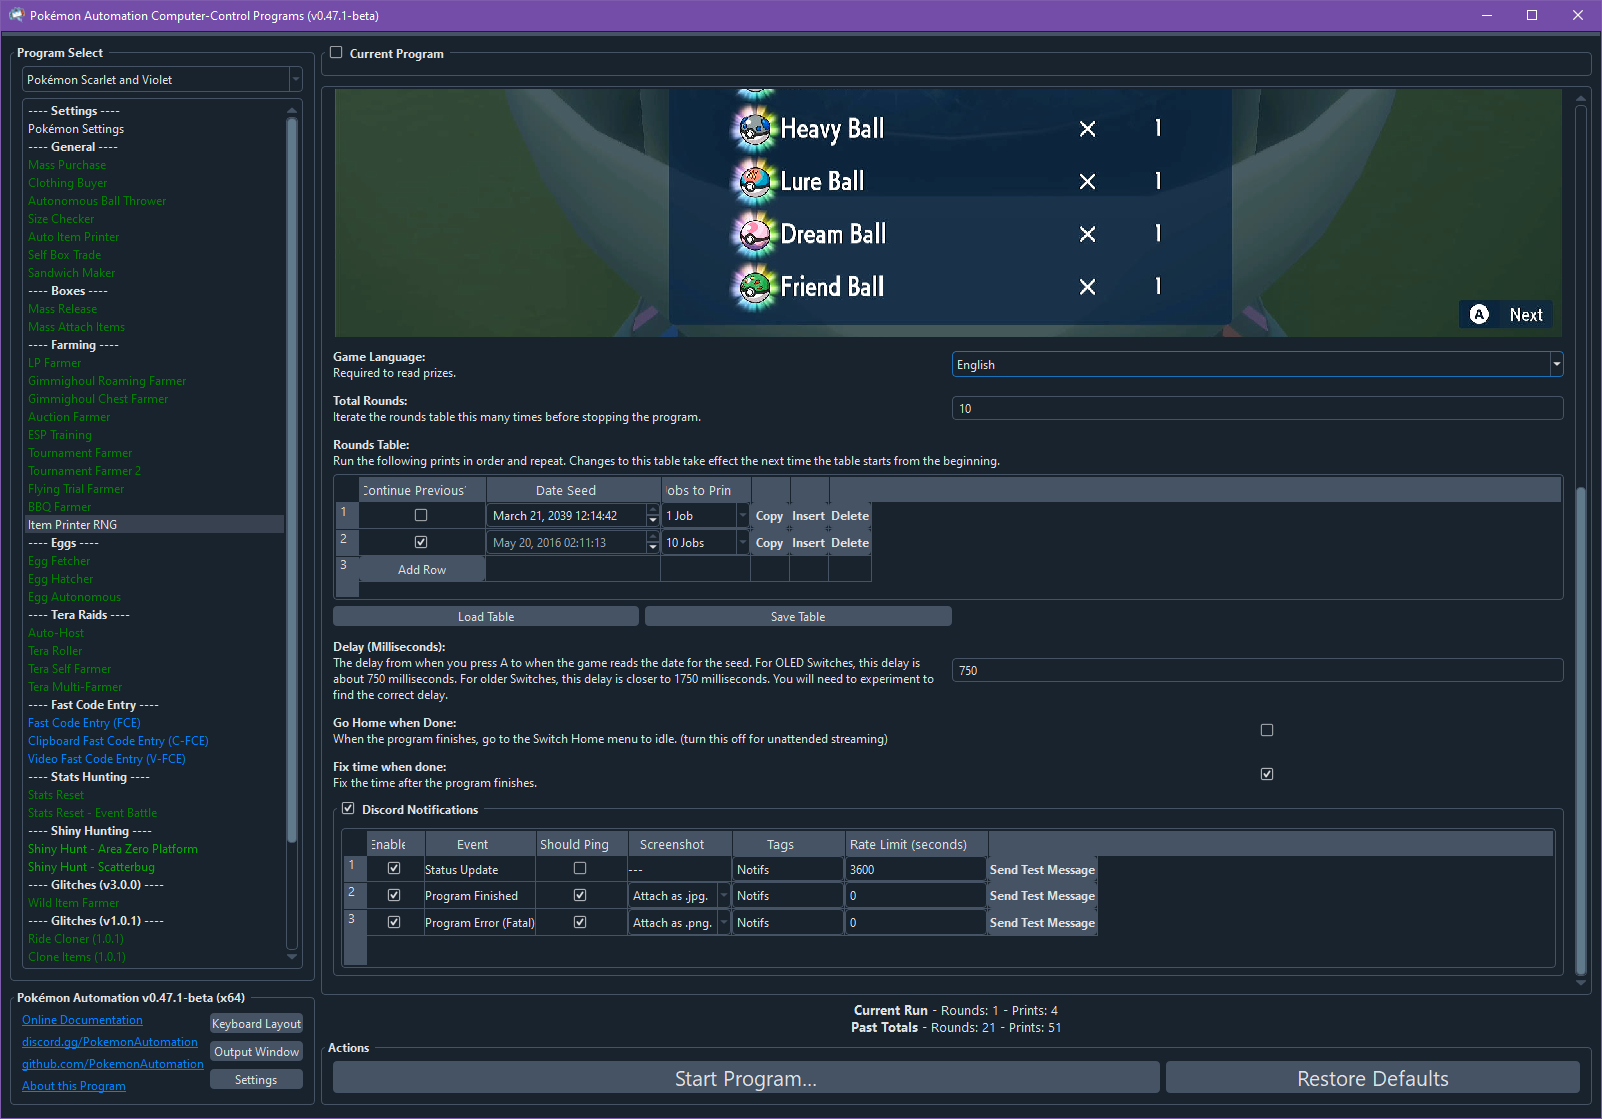 Pokémon Automation Computer-Control Programs (v0.47.1-beta)
Program Select
Pokémon Scarlet and Violet
---- Settings ----
Pokémon Settings
---- General ----
Mass Purchase
Clothing Buyer
Autonomous Ball Thrower
Size Checker
Auto Item Printer
Self Box Trade
Sandwich Maker
---- Boxes ----
Mass Release
Mass Attach Items
---- Farming ----
LP Farmer
Gimmighoul Roaming Farmer
Gimmighoul Chest Farmer
Auction Farmer
ESP Training
Tournament Farmer
Tournament Farmer 2
Flying Trial Farmer
BBQ Farmer
Item Printer RNG
---- Eggs ----
Egg Fetcher
Egg Hatcher
Egg Autonomous
---- Tera Raids ----
Auto-Host
Tera Roller
Tera Self Farmer
Tera Multi-Farmer
---- Fast Code Entry ----
Fast Code Entry (FCE)
Clipboard Fast Code Entry (C-FCE)
Video Fast Code Entry (V-FCE)
---- Stats Hunting ----
Stats Reset
Stats Reset - Event Battle
---- Shiny Hunting ----
Shiny Hunt - Area Zero Platform
Shiny Hunt - Scatterbug
---- Glitches (v3.0.0) ----
Wild Item Farmer
---- Glitches (v1.0.1) ----
Ride Cloner (1.0.1)
Clone Items (1.0.1)
Pokémon Automation v0.47.1-beta (x64)
Online Documentation
discord.gg/PokemonAutomation
github.com/PokemonAutomation
About this Program
Keyboard Layout
Output Window
Settings
Current Program
Heavy Ball × 1
Lure Ball × 1
Dream Ball × 1
Friend Ball × 1
A Next
Game Language:
Required to read prizes.
English
Total Rounds:
Iterate the rounds table this many times before stopping the program.
10
Rounds Table:
Run the following prints in order and repeat. Changes to this table take effect the next time the table starts from the beginning.
Continue Previous? Date Seed Jobs to Prin
1 March 21, 2039 12:14:42 1 Job Copy Insert Delete
2 May 20, 2016 02:11:13 10 Jobs Copy Insert Delete
3 Add Row
Load Table Save Table
Delay (Milliseconds):
The delay from when you press A to when the game reads the date for the seed. For OLED Switches, this delay is
about 750 milliseconds. For older Switches, this delay is closer to 1750 milliseconds. You will need to experiment to
find the correct delay.
750
Go Home when Done:
When the program finishes, go to the Switch Home menu to idle. (turn this off for unattended streaming)
Fix time when done:
Fix the time after the program finishes.
Discord Notifications
Enable Event Should Ping Screenshot Tags Rate Limit (seconds)
1 Status Update --- Notifs 3600 Send Test Message
2 Program Finished Attach as .jpg. Notifs 0 Send Test Message
3 Program Error (Fatal) Attach as .png. Notifs 0 Send Test Message
Current Run - Rounds: 1 - Prints: 4
Past Totals - Rounds: 21 - Prints: 51
Actions
Start Program...
Restore Defaults